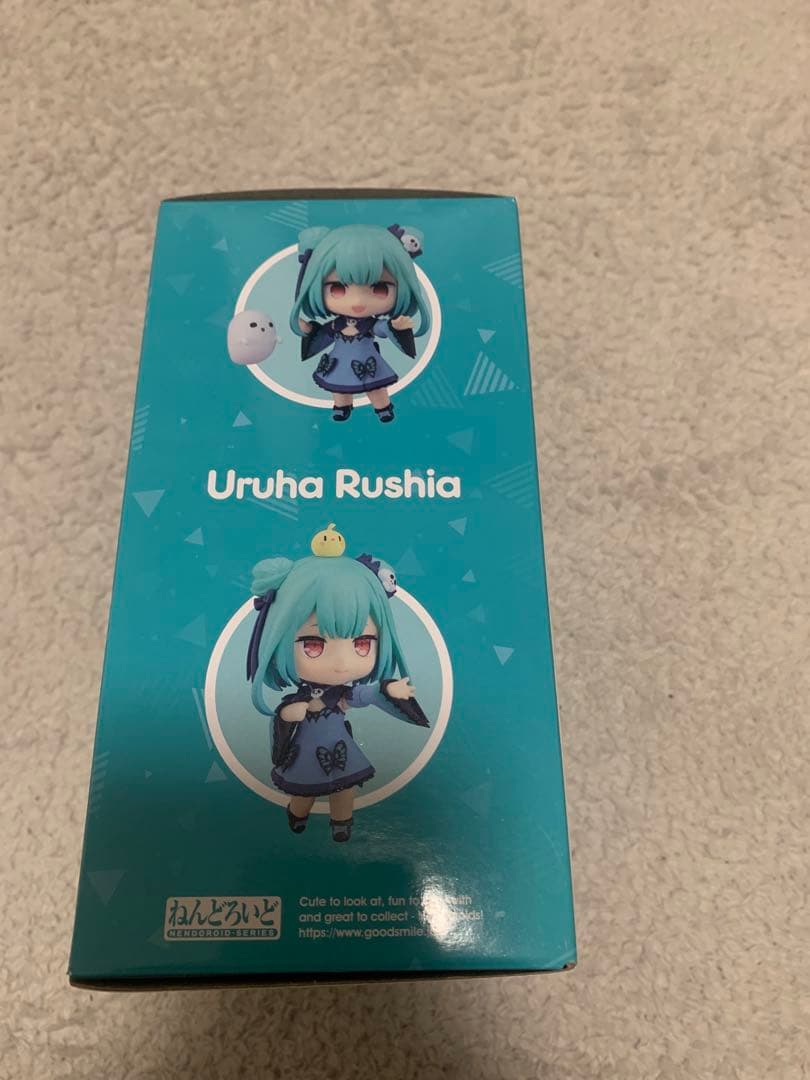 Uruha Rushia
ねんどろいど
NENDOROID-SERIES
Cute to look at, fun to with
and great to collect -
https://www.goodsmile.